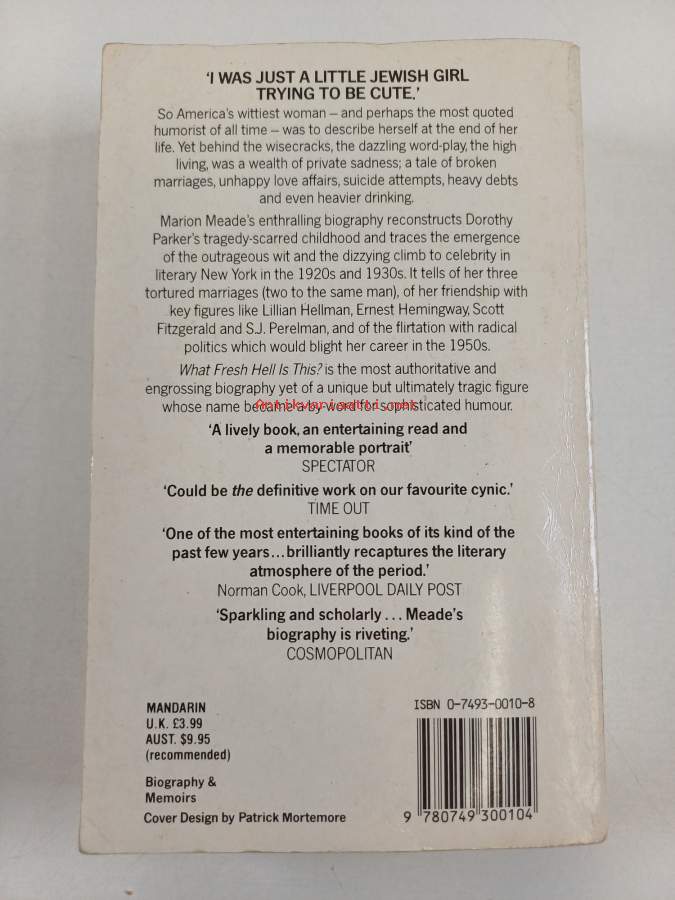 ‘I WAS JUST A LITTLE JEWISH GIRL
TRYING TO BE CUTE.’
So America’s wittiest woman – and perhaps the most quoted
humorist of all time – was to describe herself at the end of her
life. Yet behind the wisecracks, the dazzling word-play, the high
living, was a wealth of private sadness; a tale of broken
marriages, unhappy love affairs, suicide attempts, heavy debts
and even heavier drinking.
Marion Meade’s enthralling biography reconstructs Dorothy
Parker’s tragedy-scarred childhood and traces the emergence
of the outrageous wit and the dizzying climb to celebrity in
literary New York in the 1920s and 1930s. It tells of her three
tortured marriages (two to the same man), of her friendship with
key figures like Lillian Hellman, Ernest Hemingway, Scott
Fitzgerald and S.J. Perelman, and of the flirtation with radical
politics which would blight her career in the 1950s.
What Fresh Hell Is This? is the most authoritative and
engrossing biography yet of a unique but ultimately tragic figure
whose name became a by-word for sophisticated humour.
‘A lively book, an entertaining read and
a memorable portrait’
SPECTATOR
‘Could be the definitive work on our favourite cynic.’
TIME OUT
‘One of the most entertaining books of its kind of the
past few years...brilliantly recaptures the literary
atmosphere of the period.’
Norman Cook, LIVERPOOL DAILY POST
‘Sparkling and scholarly... Meade’s
biography is riveting.’
COSMOPOLITAN
MANDARIN
U.K. £3.99
AUST. $9.95
(recommended)
Biography &
Memoirs
Cover Design by Patrick Mortemore
ISBN 0-7493-0010-8
9 780749 300104